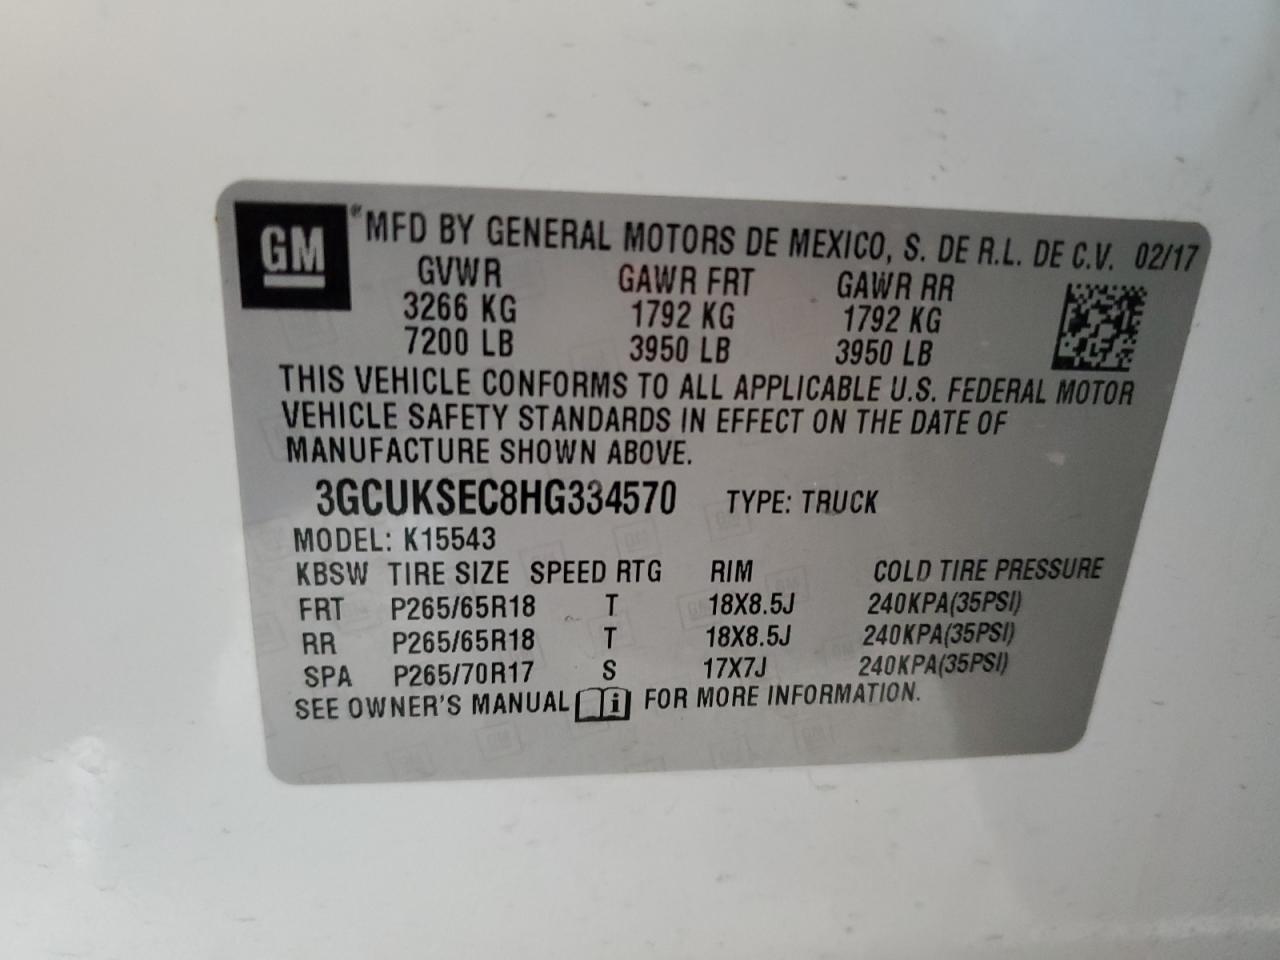 GM ® MFD BY GENERAL MOTORS DE MEXICO, S. DE R.L. DE C.V. 02/17
GVWR GAWR FRT GAWR RR
3266 KG 1792 KG 1792 KG
7200 LB 3950 LB 3950 LB
THIS VEHICLE CONFORMS TO ALL APPLICABLE U.S. FEDERAL MOTOR
VEHICLE SAFETY STANDARDS IN EFFECT ON THE DATE OF
MANUFACTURE SHOWN ABOVE.
3GCUKSEC8HG334570 TYPE: TRUCK
MODEL: K15543
KBSW TIRE SIZE SPEED RTG RIM COLD TIRE PRESSURE
FRT P265/65R18 T 18X8.5J 240KPA(35PSI)
RR P265/65R18 T 18X8.5J 240KPA(35PSI)
SPA P265/70R17 S 17X7J 240KPA(35PSI)
SEE OWNER'S MANUAL i FOR MORE INFORMATION.